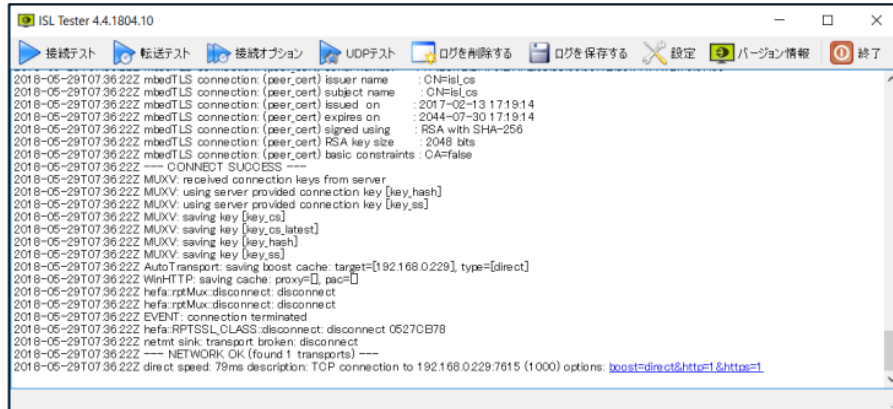 ISL Tester 4.4.1804.10
接続テスト 転送テスト 接続オプション UDPテスト ログを削除する ログを保存する 設定 バージョン情報 終了
2018-05-29T07:36:22Z mbedTLS connection: (peer_cert) issuer name : CN=isl_cs
2018-05-29T07:36:22Z mbedTLS connection: (peer_cert) subject name : CN=isl_cs
2018-05-29T07:36:22Z mbedTLS connection: (peer_cert) issued on : 2017-02-13 17:19:14
2018-05-29T07:36:22Z mbedTLS connection: (peer_cert) expires on : 2044-07-30 17:19:14
2018-05-29T07:36:22Z mbedTLS connection: (peer_cert) signed using : RSA with SHA-256
2018-05-29T07:36:22Z mbedTLS connection: (peer_cert) RSA key size : 2048 bits
2018-05-29T07:36:22Z mbedTLS connection: (peer_cert) basic constraints : CA=false
2018-05-29T07:36:22Z --- CONNECT SUCCESS ---
2018-05-29T07:36:22Z MUXV: received connection keys from server
2018-05-29T07:36:22Z MUXV: using server provided connection key [key_hash]
2018-05-29T07:36:22Z MUXV: using server provided connection key [key_ss]
2018-05-29T07:36:22Z MUXV: saving key [key_cs]
2018-05-29T07:36:22Z MUXV: saving key [key_cs_latest]
2018-05-29T07:36:22Z MUXV: saving key [key_hash]
2018-05-29T07:36:22Z MUXV: saving key [key_ss]
2018-05-29T07:36:22Z AutoTransport: saving boost cache: target=[192.168.0.229], type=[direct]
2018-05-29T07:36:22Z WinHTTP: saving cache: proxy=[], pac=[]
2018-05-29T07:36:22Z hefa::rptMux::disconnect: disconnect
2018-05-29T07:36:22Z hefa::rptMux::disconnect: disconnect
2018-05-29T07:36:22Z EVENT: connection terminated
2018-05-29T07:36:22Z hefa::RPTSSL_CLASS::disconnect: disconnect 0527CB78
2018-05-29T07:36:22Z netmt sink: transport broken: disconnect
2018-05-29T07:36:22Z --- NETWORK OK (found 1 transports) ---
2018-05-29T07:36:22Z direct speed: 79ms description: TCP connection to 192.168.0.229:7615 (1000) options: boost=direct&http=1&https=1